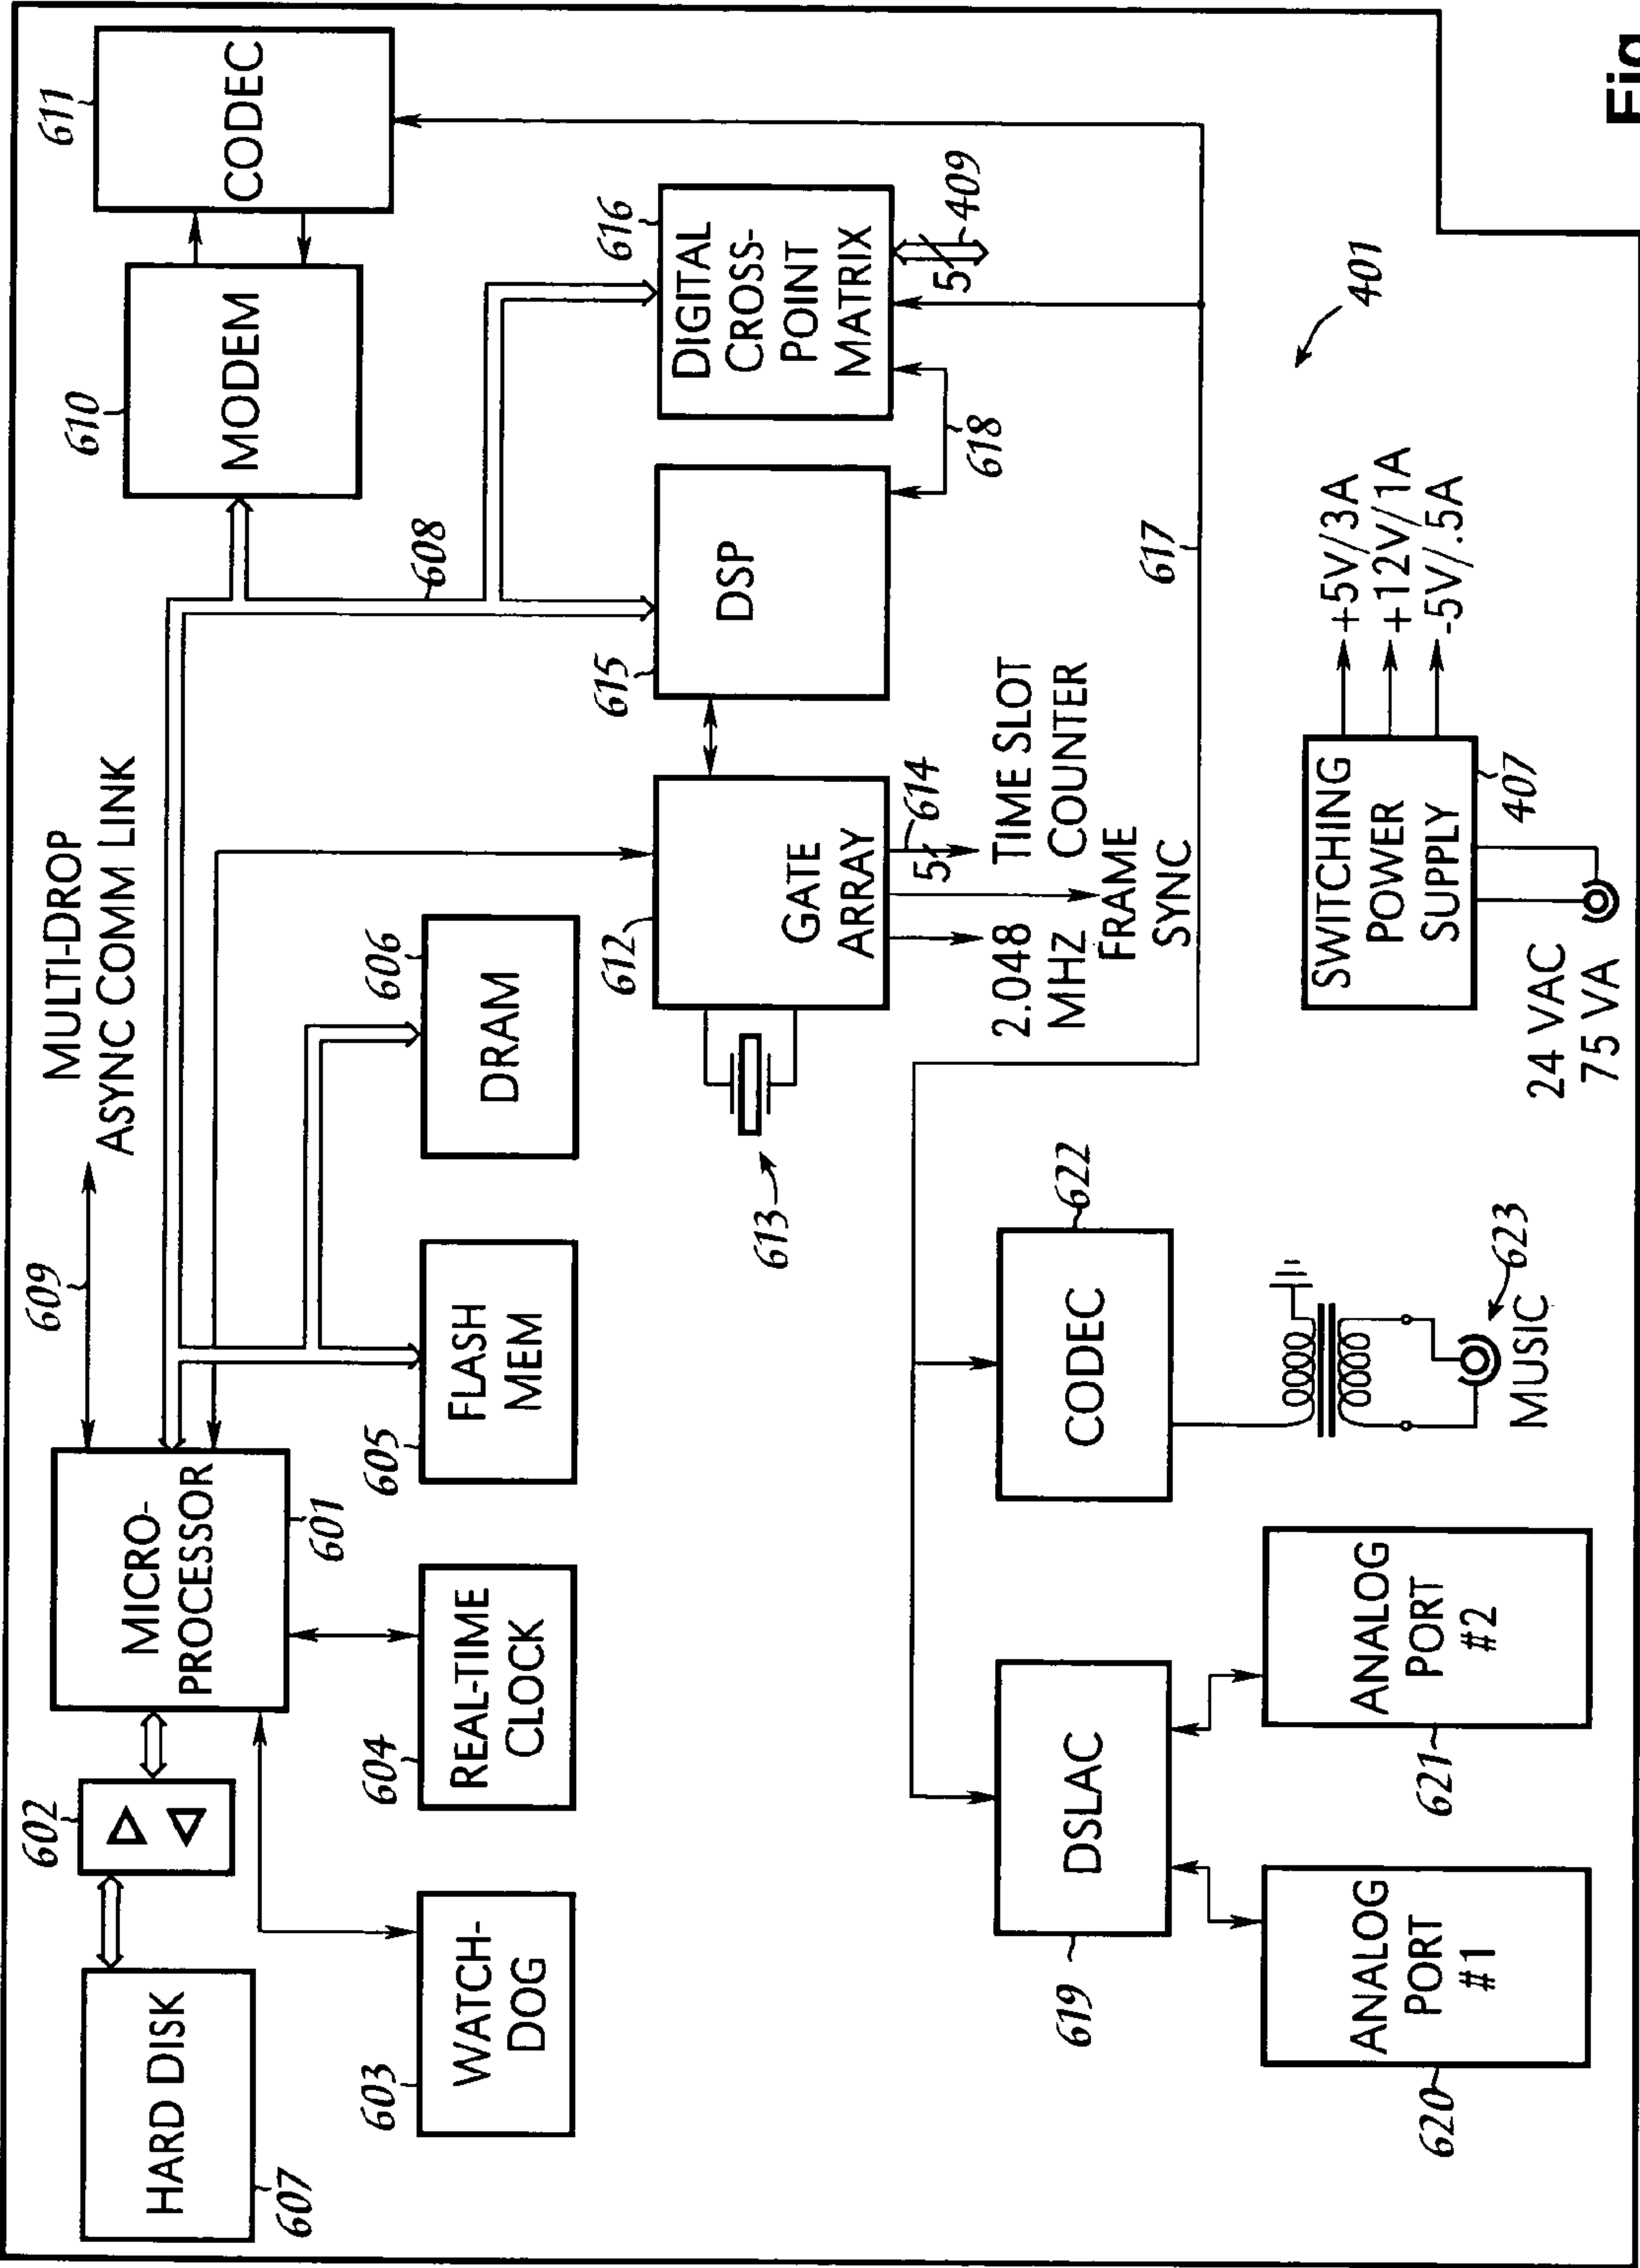 MULTI-DROP
ASYNC COMM LINK
609
602
HARD DISK
607
MICRO-
PROCESSOR
601
610
MODEM
611
CODEC
608
603
WATCH-
DOG
604
REAL-TIME
CLOCK
605
FLASH
MEM
606
DRAM
613
612
GATE
ARRAY
615
DSP
616
DIGITAL
CROSS-
POINT
MATRIX
618
5
409
5
614
2.048
MHZ
FRAME
SYNC
TIME SLOT
COUNTER
617
619
DSLAC
CODEC
622
620
ANALOG
PORT
#1
621
ANALOG
PORT
#2
MUSIC
623
SWITCHING
POWER
SUPPLY
407
24 VAC
75 VA
+5V/3A
+12V/1A
-5V/.5A
401
Fig